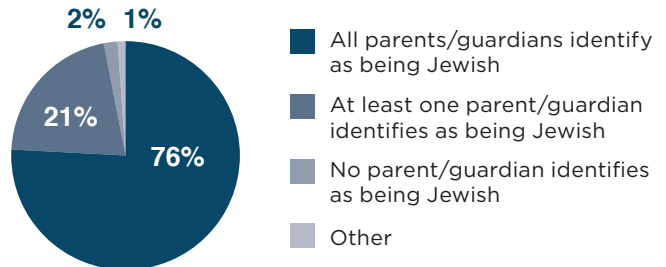 2% 1%
21%
76%
All parents/guardians identify
as being Jewish
At least one parent/guardian
identifies as being Jewish
No parent/guardian identifies
as being Jewish
Other